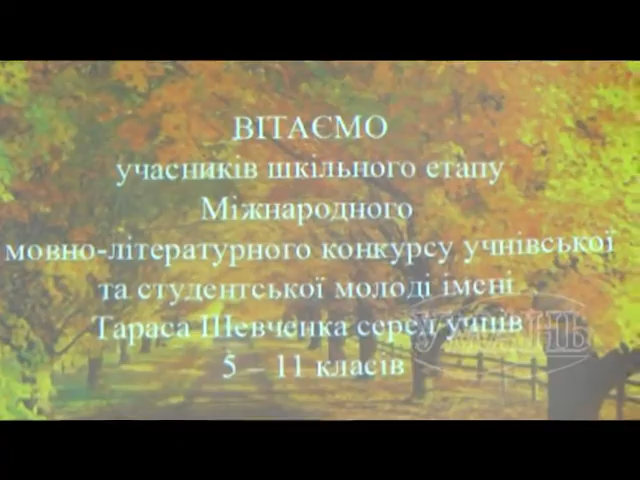 ВІТАЄМО
учасників шкільного етапу
Міжнародного
мовно-літературного конкурсу учнівської
та студентської молоді імені
Тараса Шевченка серед учнів
5 – 11 класів
УМАНЬ